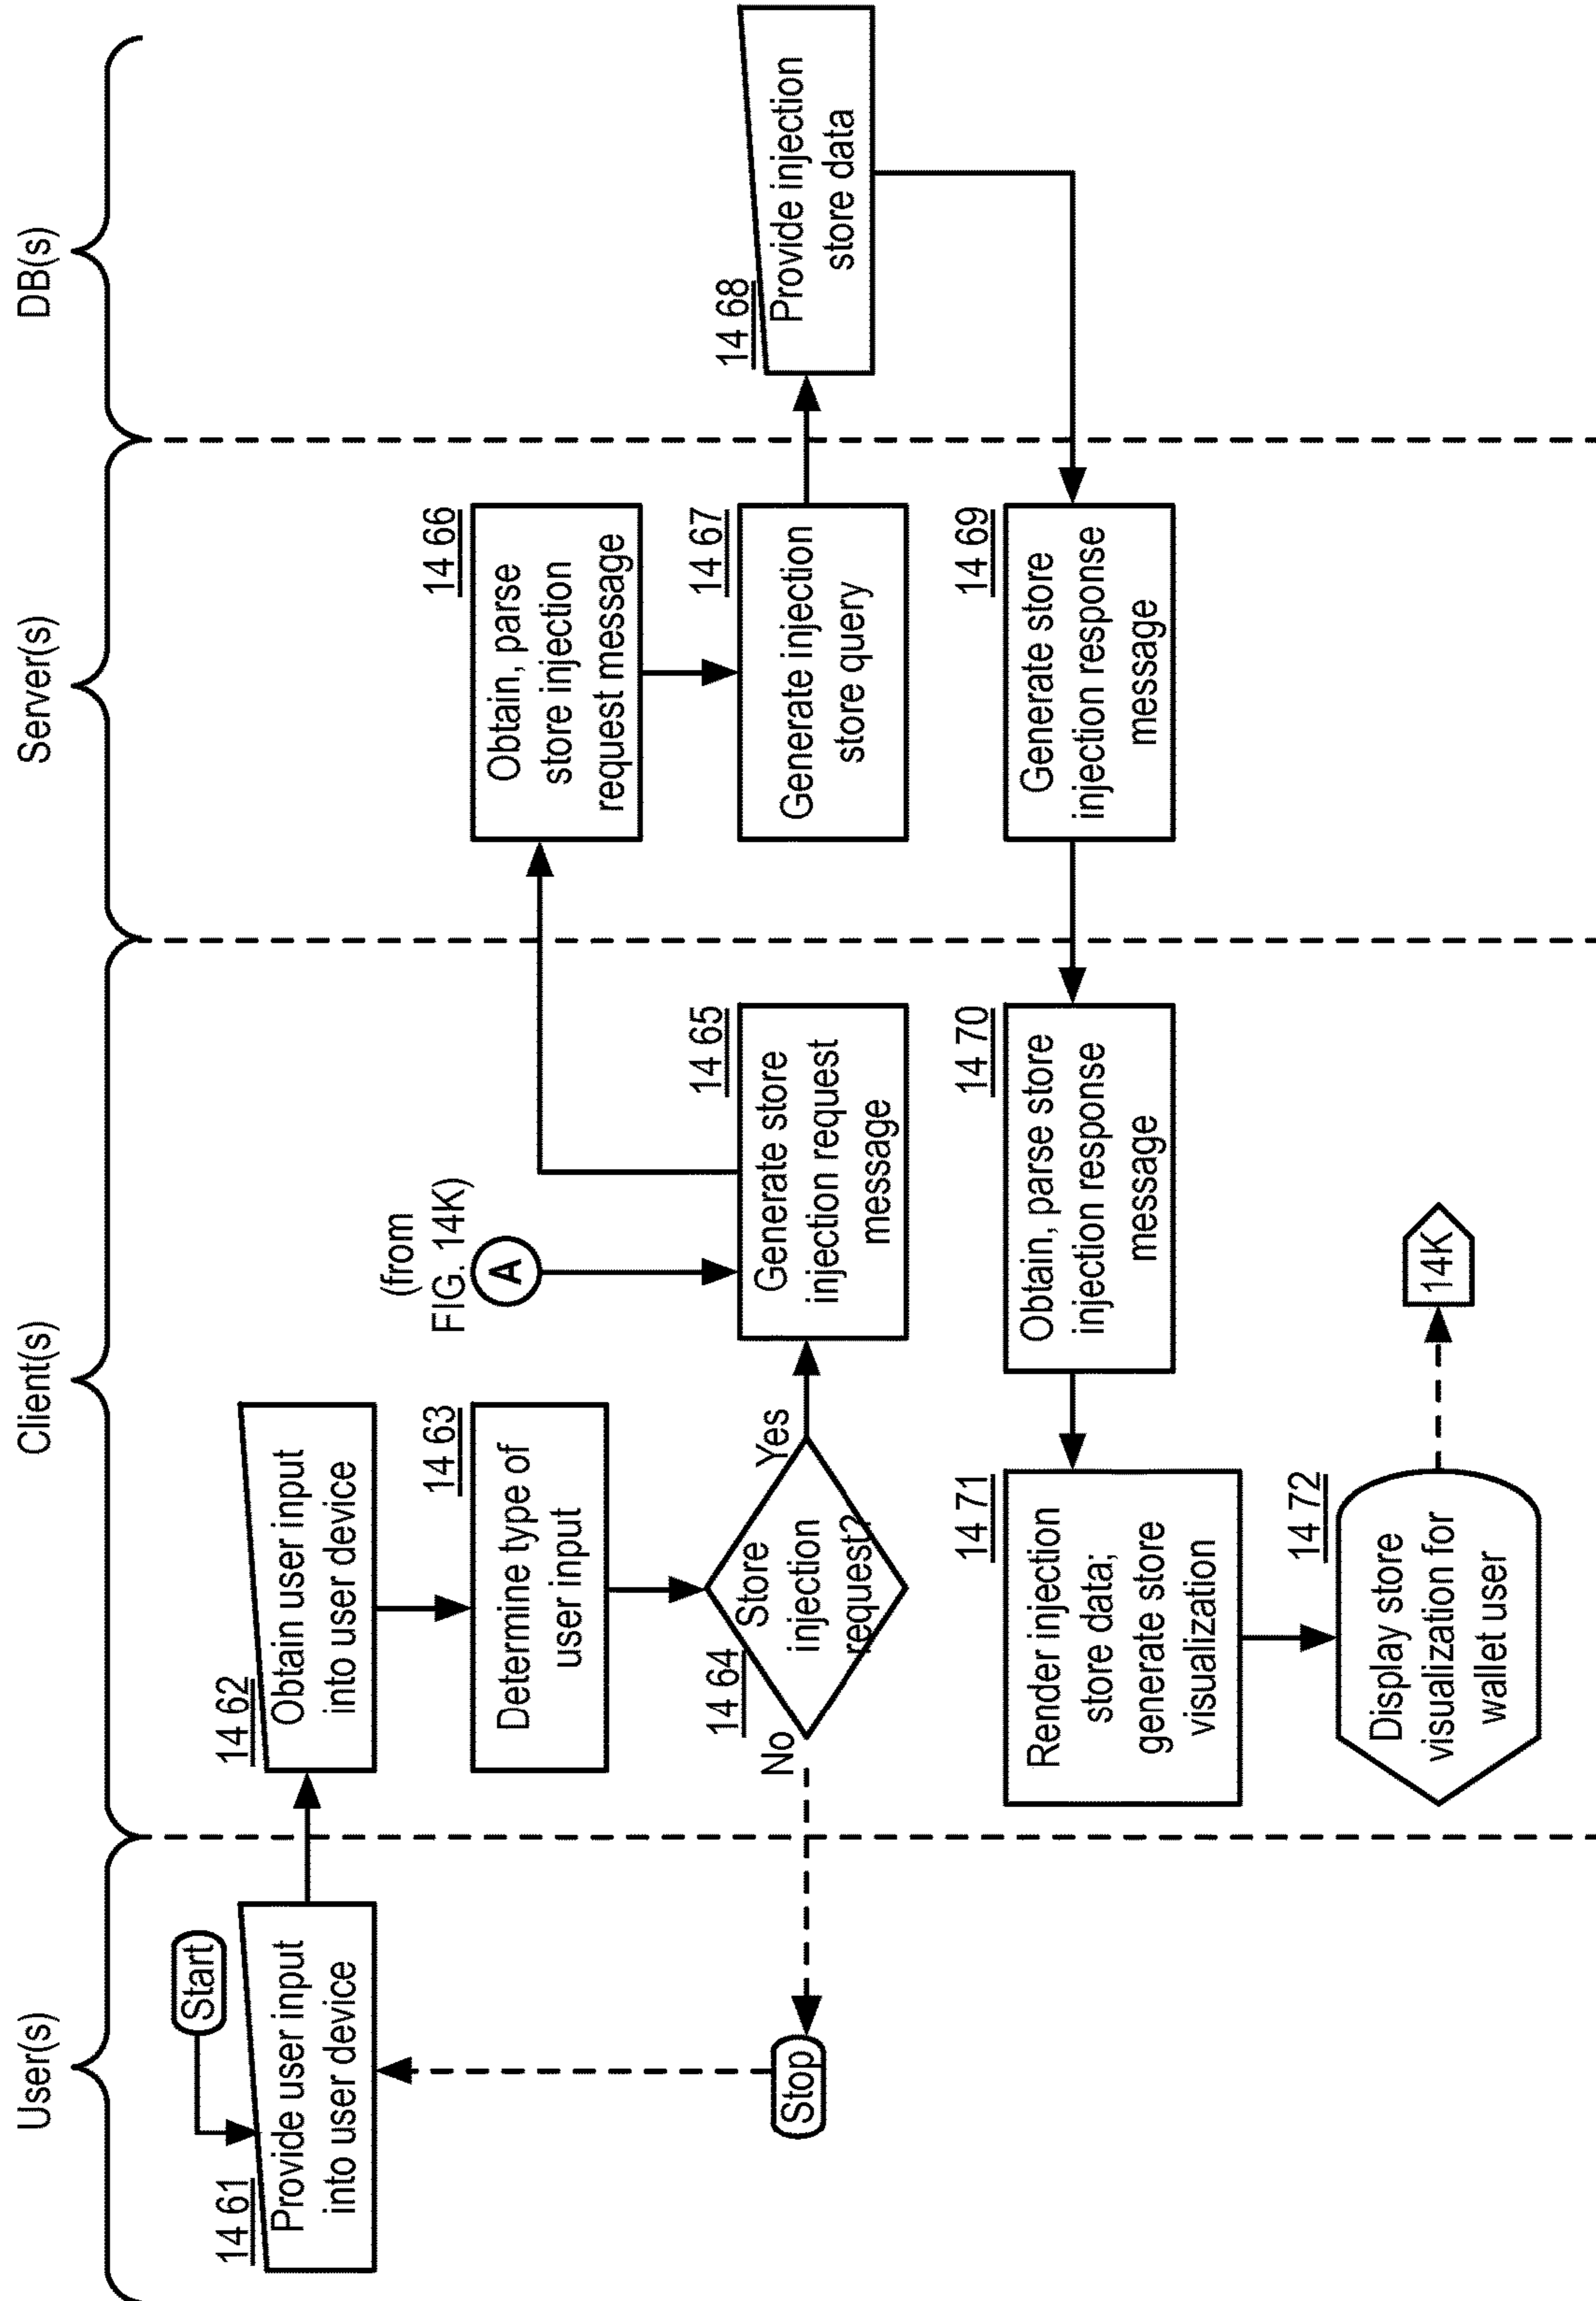 User(s)
Client(s)
Server(s)
DB(s)
Start
14 61
Provide user input
into user device
14 62
Obtain user input
into user device
14 63
Determine type of
user input
14 64
Store
injection
request?
No
Yes
Stop
(from
FIG. 14K)
A
14 65
Generate store
injection request
message
14 66
Obtain, parse
store injection
request message
14 67
Generate injection
store query
14 68
Provide injection
store data
14 69
Generate store
injection response
message
14 70
Obtain, parse store
injection response
message
14 71
Render injection
store data;
generate store
visualization
14 72
Display store
visualization for
wallet user
14K